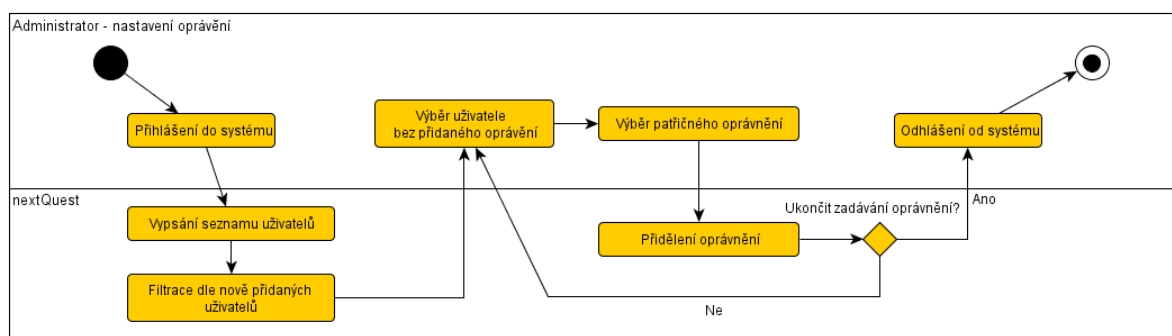 Administrator - nastavení oprávění
Přihlášení do systému
Výběr uživatele
bez přidaného oprávění
Výběr patřičného oprávnění
Odhlášení od systému
nextQuest
Vypsání seznamu uživatelů
Filtrace dle nově přidaných
uživatelů
Přidělení oprávnění
Ukončit zadávání oprávnění?
Ano
Ne